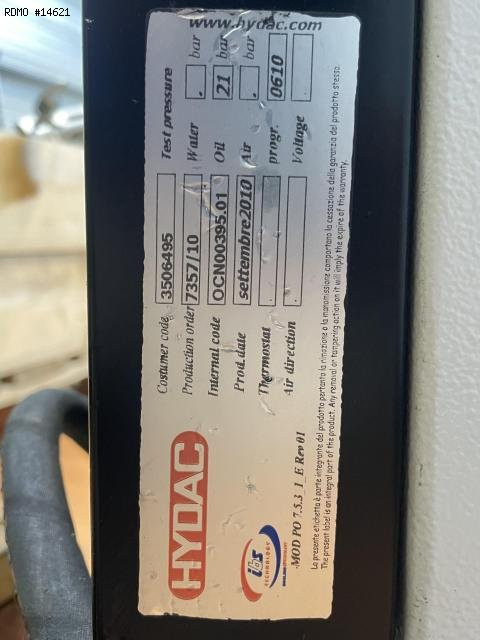 RDMO #14621
www.hydac.com
Costumer code 3506495 Test pressure
Production order 7357/10 Water . bar
Internal code OCN00395.01 Oil 21 bar
Prod. date settembre2010 Air . bar
Thermostat . progr. 0610
Air direction . Voltage
HYDAC
ibs
TECHNOLOGY
MOD PO 7.5.3_1_E Rev 01
La presente etichetta è parte integrante del prodotto pertanto la rimozione o la manomissione comportano la cessazione della garanzia del prodotto stesso.
The present label is an integral part of the product. Any removal or tampering action on it will imply the expire of the warranty.